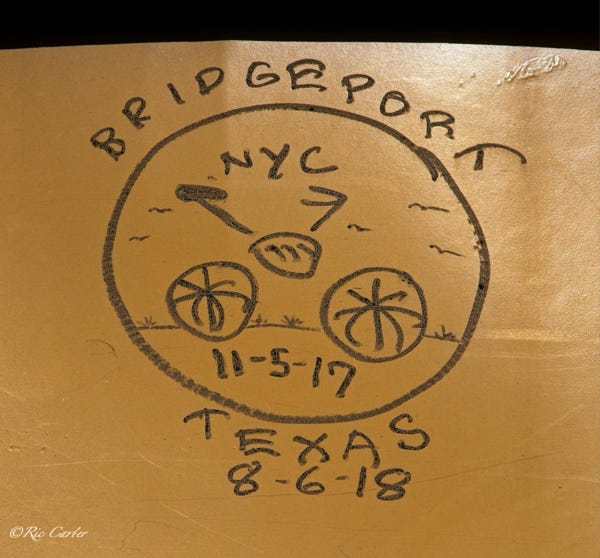 BRIDGEPORT
NYC
11-5-17
TEXAS
8-6-18
©Ric Carter